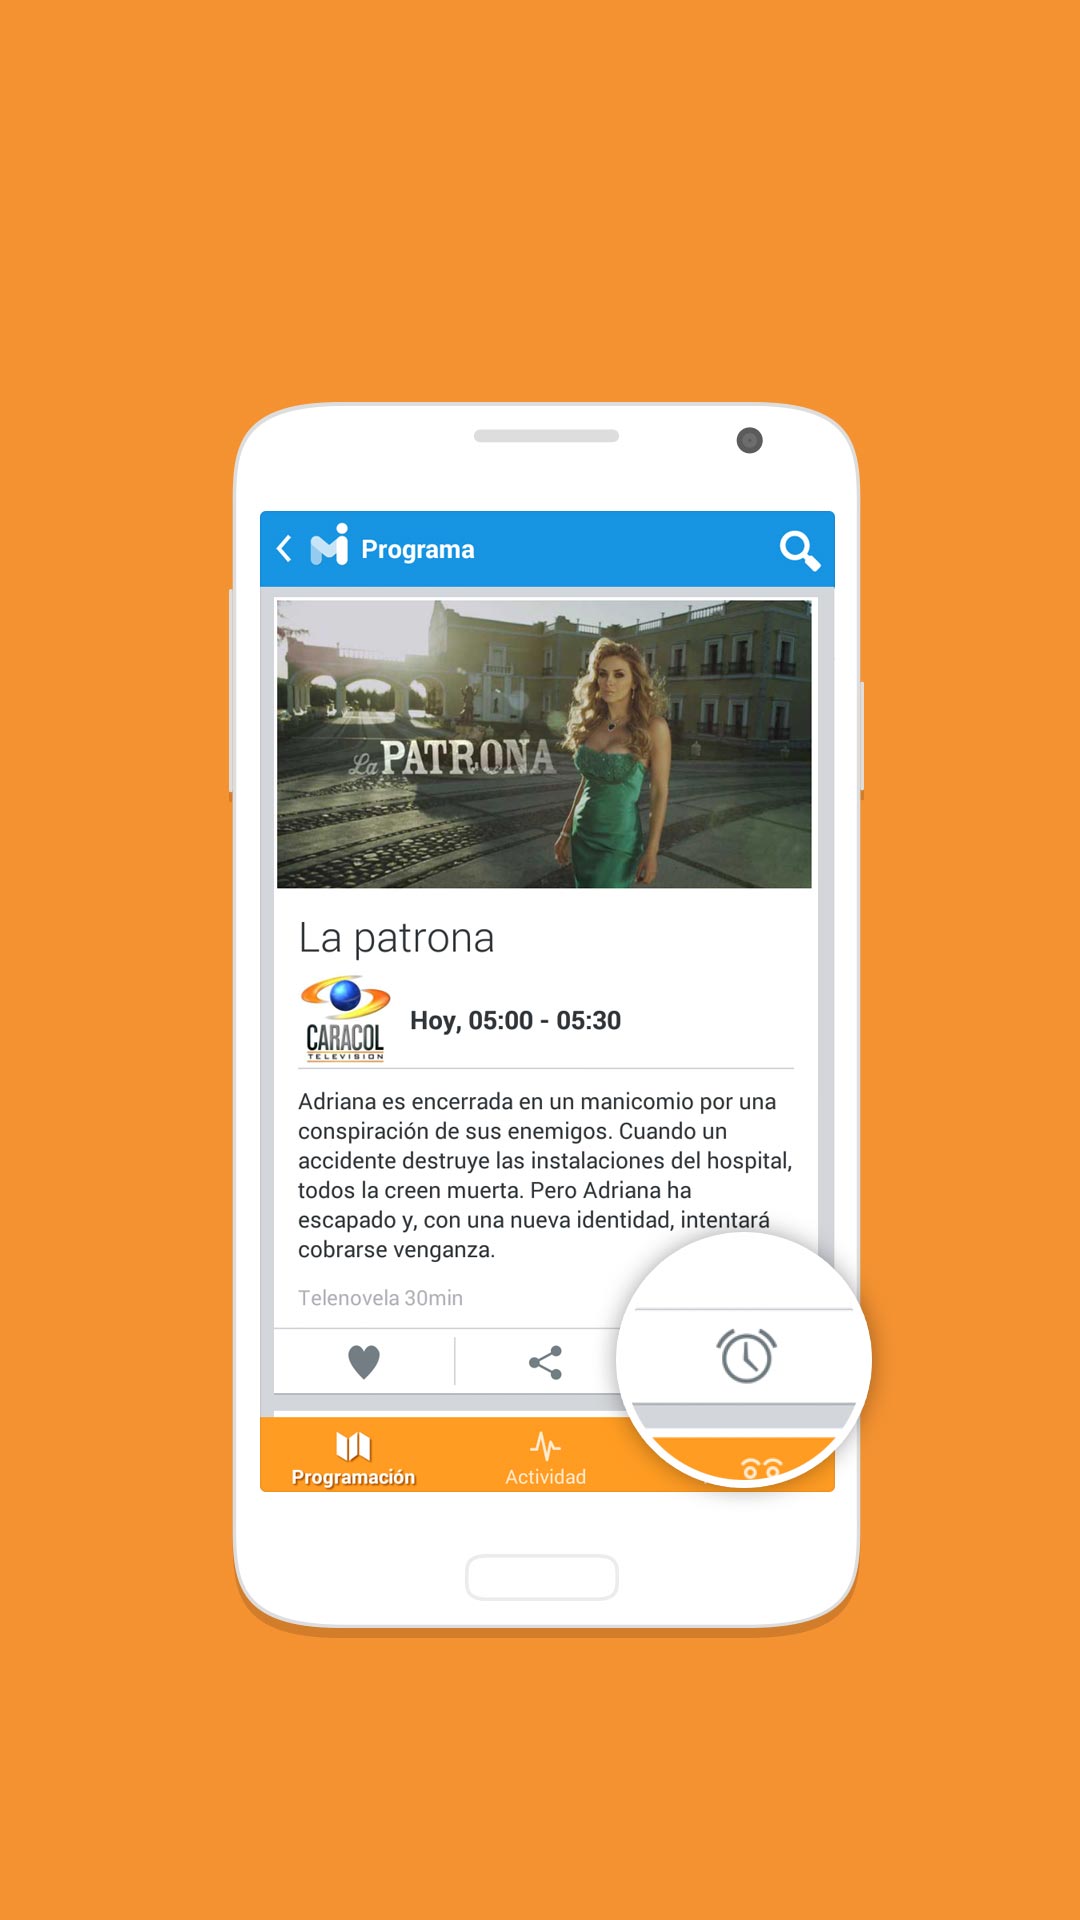 Programa
La PATRONA
La patrona
CARACOL
TELEVISION
Hoy, 05:00 - 05:30
Adriana es encerrada en un manicomio por una
conspiración de sus enemigos. Cuando un
accidente destruye las instalaciones del hospital,
todos la creen muerta. Pero Adriana ha
escapado y, con una nueva identidad, intentará
cobrarse venganza.
Telenovela 30min
Programación
Actividad